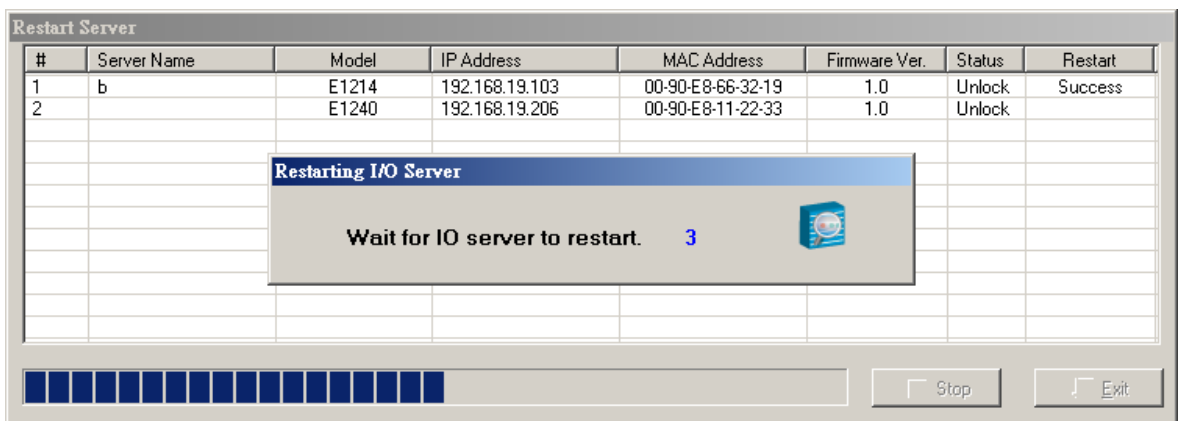 Restart Server
# Server Name Model IP Address MAC Address Firmware Ver. Status Restart
1 b E1214 192.168.19.103 00-90-E8-66-32-19 1.0 Unlock Success
2 E1240 192.168.19.206 00-90-E8-11-22-33 1.0 Unlock
Restarting I/O Server
Wait for IO server to restart. 3
Stop Exit